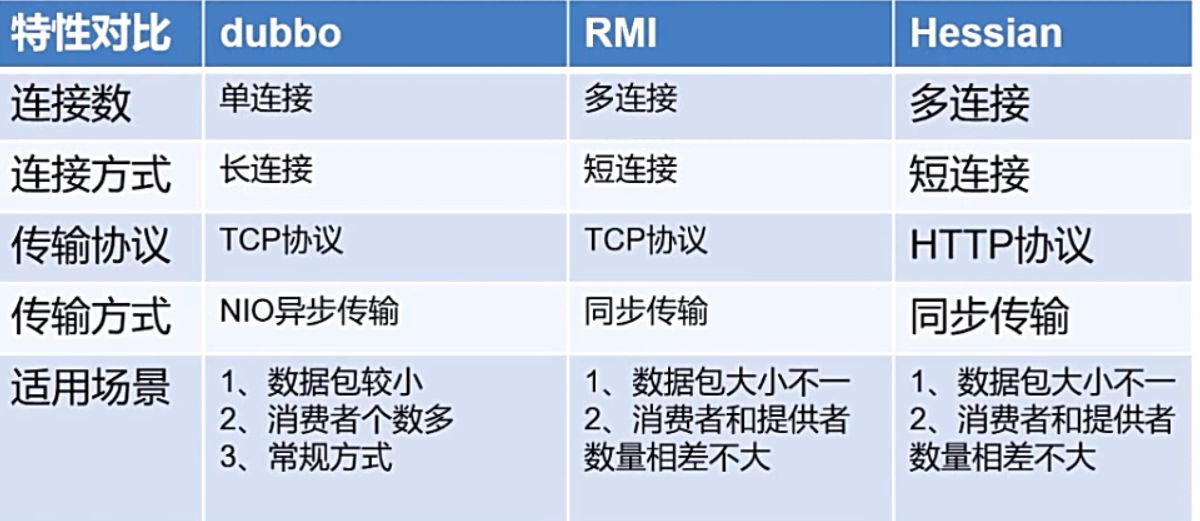 特性对比 dubbo RMI Hessian
连接数 单连接 多连接 多连接
连接方式 长连接 短连接 短连接
传输协议 TCP协议 TCP协议 HTTP协议
传输方式 NIO异步传输 同步传输 同步传输
适用场景 1、数据包较小 1、数据包大小不一 1、数据包大小不一
2、消费者个数多 2、消费者和提供者 2、消费者和提供者
3、常规方式 数量相差不大 数量相差不大